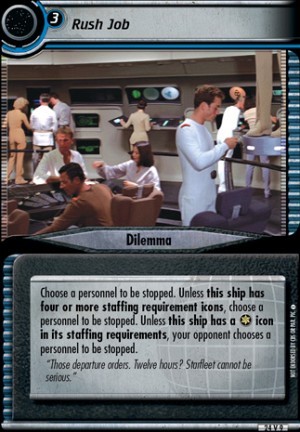 3 Rush Job
Dilemma
Choose a personnel to be stopped. Unless this ship has
four or more staffing requirement icons, choose a
personnel to be stopped. Unless this ship has a icon
in its staffing requirements, your opponent chooses a
personnel to be stopped.
"Those departure orders. Twelve hours? Starfleet cannot be
serious."
24 V 9